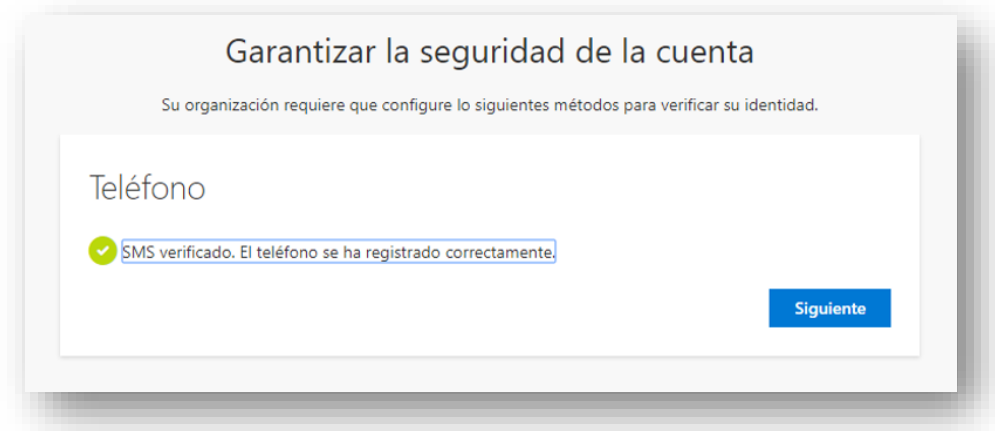 Garantizar la seguridad de la cuenta
Su organización requiere que configure lo siguientes métodos para verificar su identidad.
Teléfono
SMS verificado. El teléfono se ha registrado correctamente.
Siguiente